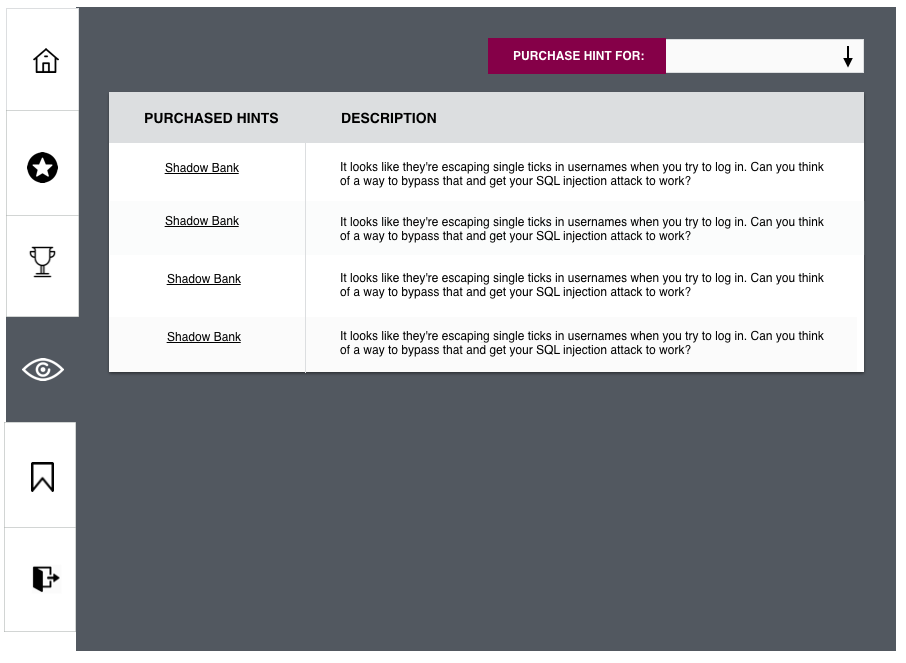 PURCHASE HINT FOR:
PURCHASED HINTS DESCRIPTION
Shadow Bank
It looks like they're escaping single ticks in usernames when you try to log in. Can you think
of a way to bypass that and get your SQL injection attack to work?
Shadow Bank
It looks like they're escaping single ticks in usernames when you try to log in. Can you think
of a way to bypass that and get your SQL injection attack to work?
Shadow Bank
It looks like they're escaping single ticks in usernames when you try to log in. Can you think
of a way to bypass that and get your SQL injection attack to work?
Shadow Bank
It looks like they're escaping single ticks in usernames when you try to log in. Can you think
of a way to bypass that and get your SQL injection attack to work?